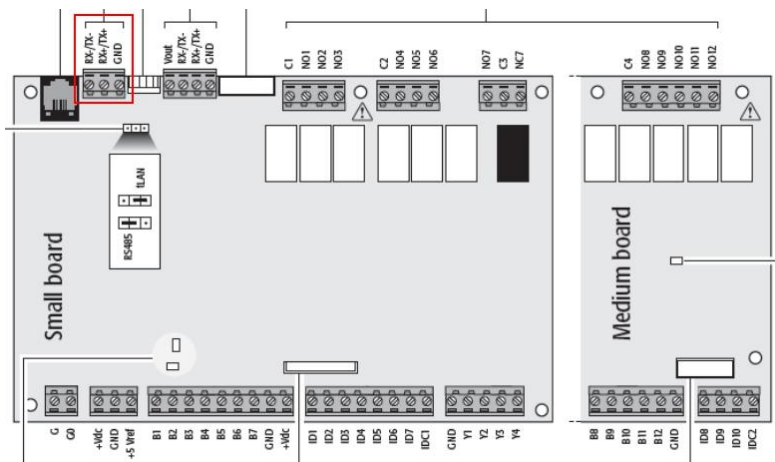 RX-/TX-
RX+/TX+
GND
Vout
RX-/TX-
RX+/TX+
GND
C1
NO1
NO2
NO3
C2
NO4
NO5
NO6
NO7
C3
NC7
C4
NO8
NO9
NO10
NO11
NO12
tLAN
RS485
Small board
Medium board
G
G0
+Vdc
GND
+5 Vref
B1
B2
B3
B4
B5
B6
B7
GND
+Vdc
ID1
ID2
ID3
ID4
ID5
ID6
ID7
IDC1
GND
Y1
Y2
Y3
Y4
B8
B9
B10
B11
B12
GND
ID8
ID9
ID10
IDC2